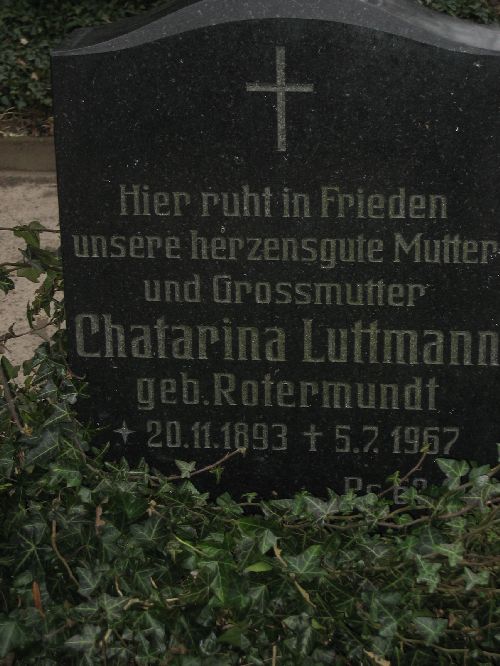 Hier ruht in Frieden
unsere herzensgute Mutter
und Grossmutter
Chatarina Luttmann
geb. Rotermundt
* 20.11.1893 † 5.7.1967
Ps.